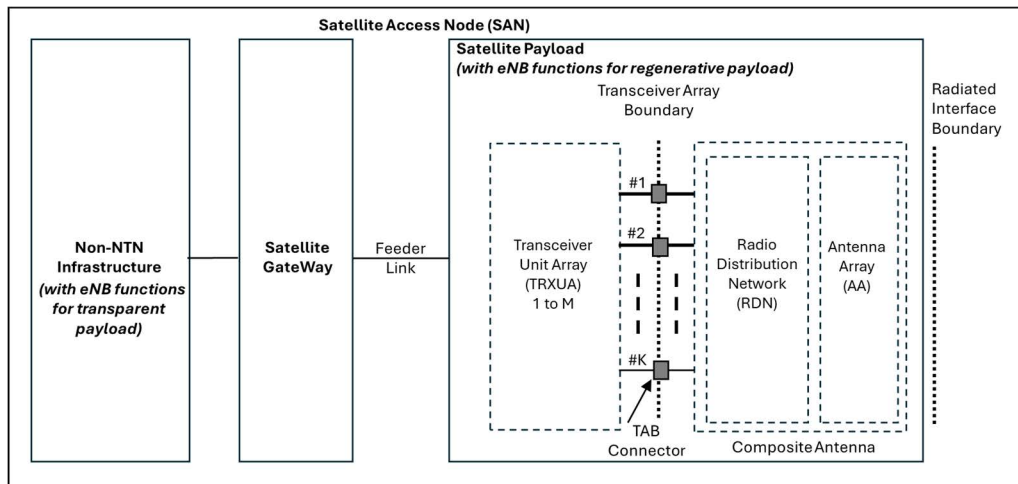 Satellite Access Node (SAN)
Non-NTN
Infrastructure
(with eNB functions
for transparent
payload)
Satellite
GateWay
Feeder
Link
Satellite Payload
(with eNB functions for regenerative payload)
Transceiver Array
Boundary
Transceiver
Unit Array
(TRXUA)
1 to M
#1
#2
#K
TAB
Connector
Radio
Distribution
Network
(RDN)
Antenna
Array
(AA)
Composite Antenna
Radiated
Interface
Boundary